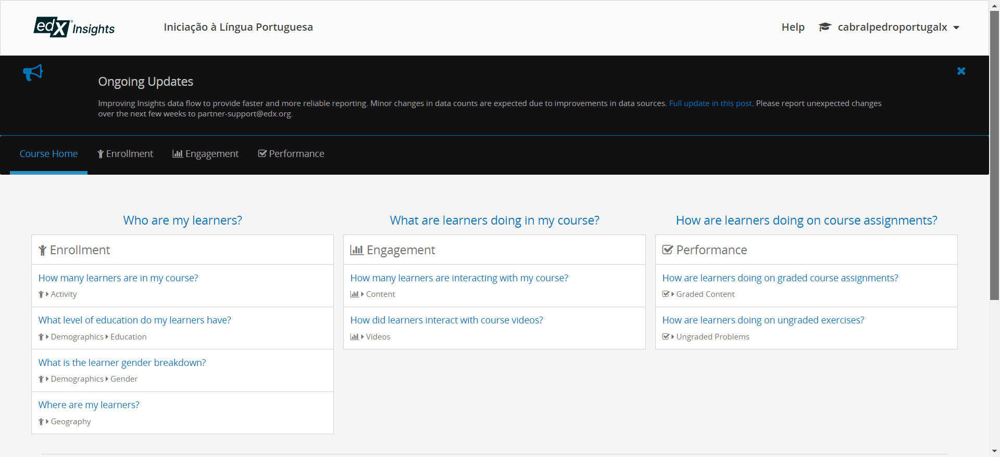 edX Insights
Iniciação à Língua Portuguesa
Help
cabralpedroportugalx
Ongoing Updates
Improving Insights data flow to provide faster and more reliable reporting. Minor changes in data counts are expected due to improvements in data sources. Full update in this post. Please report unexpected changes
over the next few weeks to partner-support@edx.org.
Course Home
Enrollment
Engagement
Performance
Who are my learners?
Enrollment
How many learners are in my course?
Activity
What level of education do my learners have?
Demographics Education
What is the learner gender breakdown?
Demographics Gender
Where are my learners?
Geography
What are learners doing in my course?
Engagement
How many learners are interacting with my course?
Content
How did learners interact with course videos?
Videos
How are learners doing on course assignments?
Performance
How are learners doing on graded course assignments?
Graded Content
How are learners doing on ungraded exercises?
Ungraded Problems